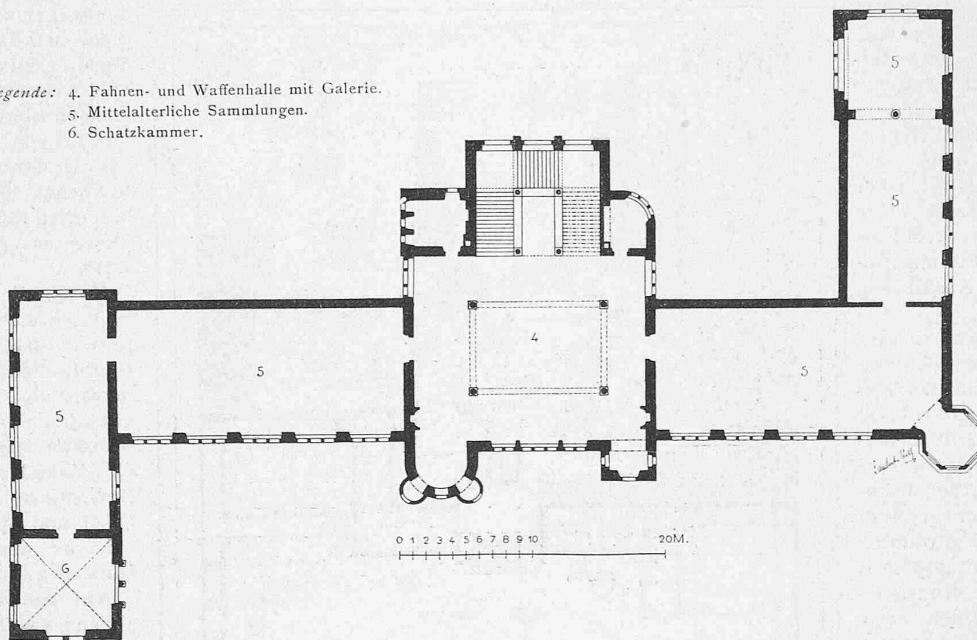 egende: 4. Fahnen- und Waffenhalle mit Galerie.
5. Mittelalterliche Sammlungen.
6. Schatzkammer.
5
5
4
5
5
5
6
0 1 2 3 4 5 6 7 8 9 10 20M.